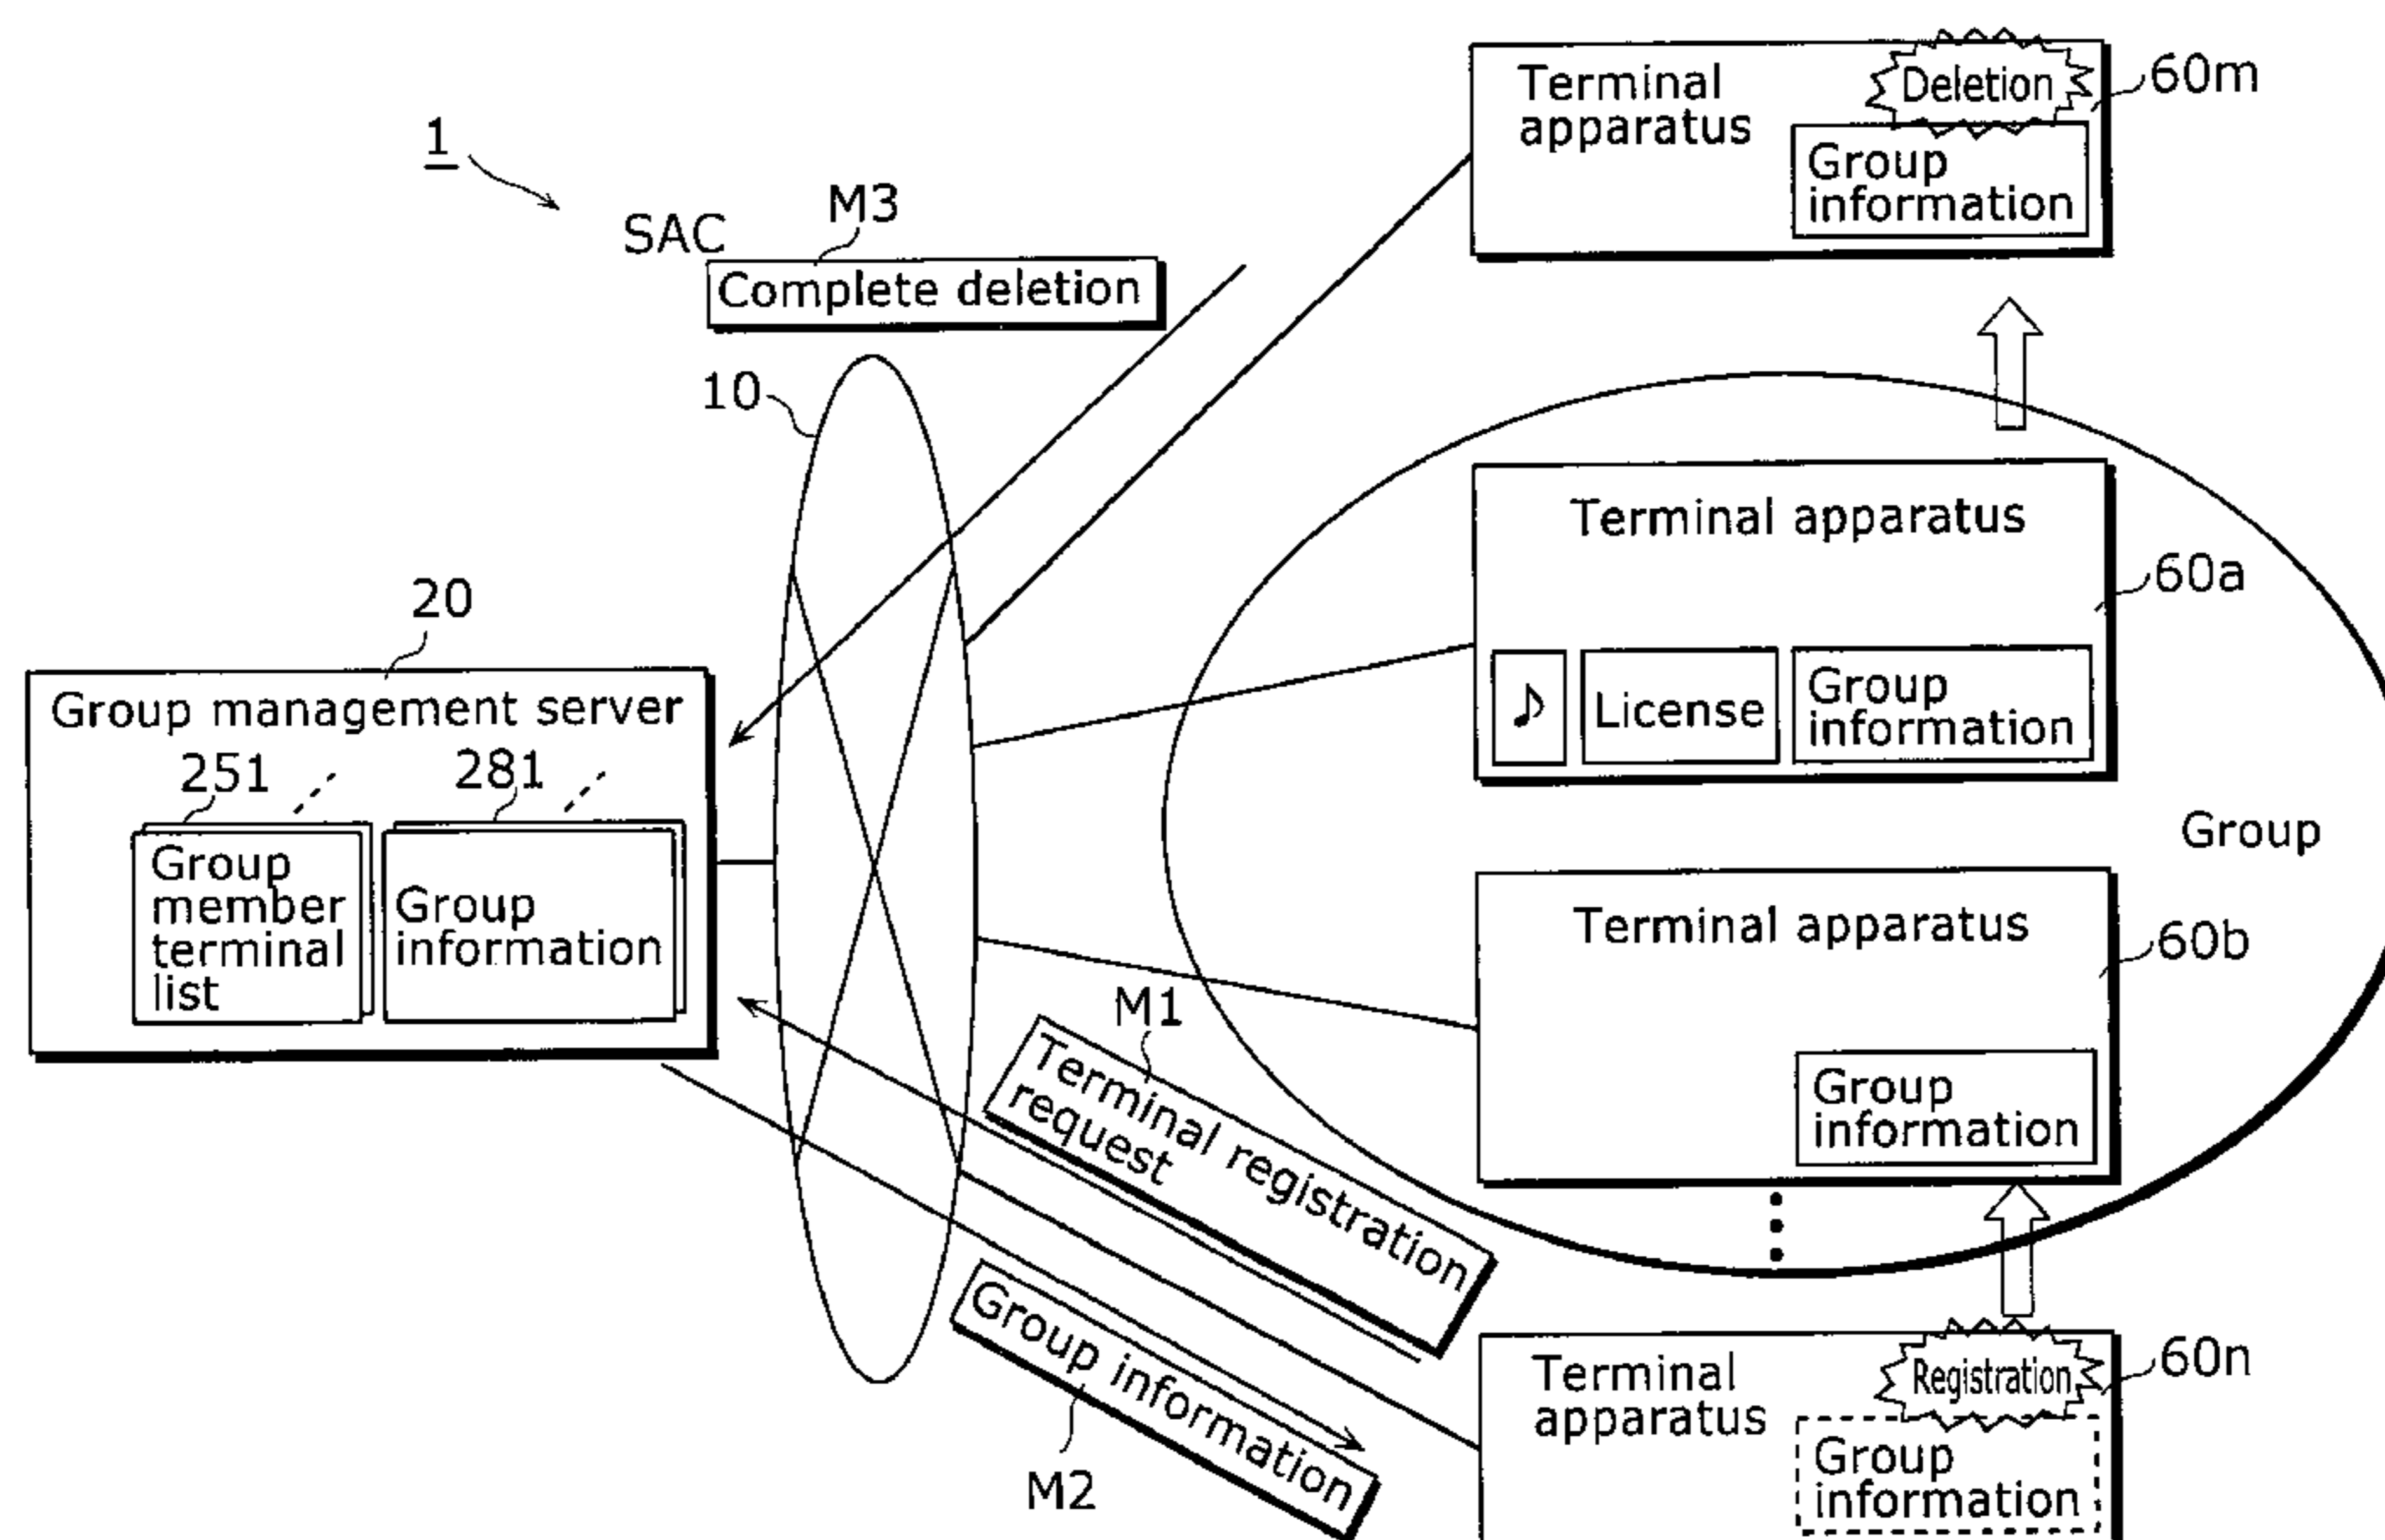 1
SAC
M3
Complete deletion
10
Terminal
apparatus
Deletion
60m
Group
information
Terminal apparatus
60a
♪
License
Group
information
20
Group management server
251
281
Group
member
terminal
list
Group
information
Group
Terminal apparatus
60b
Group
information
M1
Terminal registration
request
Group information
M2
Terminal
apparatus
Registration
60n
Group
information